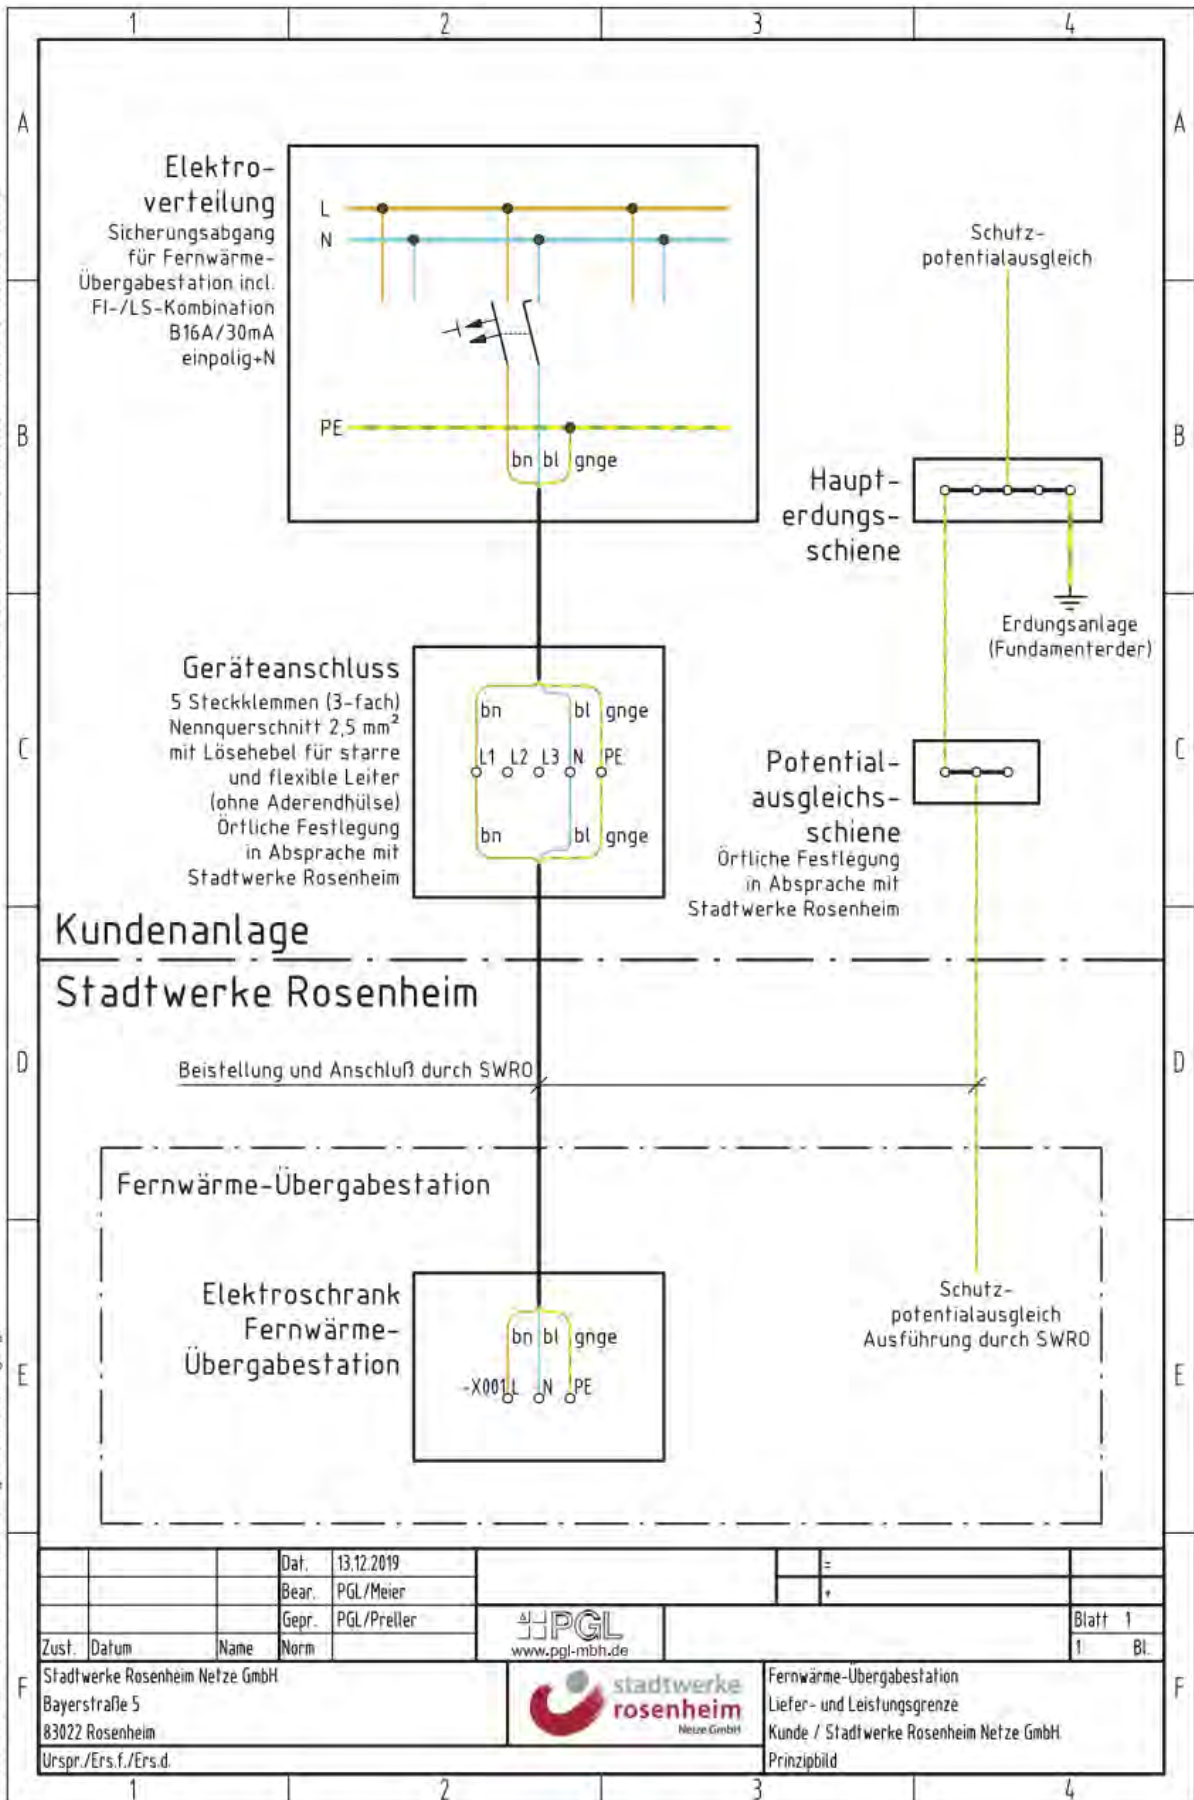 1 2 3 4
A A
Elektro-
verteilung
Sicherungsabgang
für Fernwärme-
Übergabestation incl.
FI-/LS-Kombination
B16A/30mA
einpolig+N
L
N
PE
bn bl gnge
Schutz-
potentialausgleich
B B
Haupt-
erdungs-
schiene
Erdungsanlage
(Fundamenterder)
Geräteanschluss
5 Steckklemmen (3-fach)
Nennquerschnitt 2,5 mm²
mit Lösehebel für starre
und flexible Leiter
(ohne Aderendhülse)
Örtliche Festlegung
in Absprache mit
Stadtwerke Rosenheim
bn bl gnge
L1 L2 L3 N PE
bn bl gnge
C C
Potential-
ausgleichs-
schiene
Örtliche Festlegung
in Absprache mit
Stadtwerke Rosenheim
Kundenanlage
Stadtwerke Rosenheim
D D
Beistellung und Anschluß durch SWRO
Fernwärme-Übergabestation
Elektroschrank
Fernwärme-
Übergabestation
bn bl gnge
-X001 L N PE
Schutz-
potentialausgleich
Ausführung durch SWRO
E E
Dat. 13.12.2019
Bear. PGL/Meier
Gepr. PGL/Preller
Zust. Datum Name Norm
PGL
www.pgl-mbh.de
=
+
Blatt 1
1 Bl.
F F
Stadtwerke Rosenheim Netze GmbH
Bayerstraße 5
83022 Rosenheim
Urspr./Ers.f./Ers.d.
stadtwerke
rosenheim
Netze GmbH
Fernwärme-Übergabestation
Liefer- und Leistungsgrenze
Kunde / Stadtwerke Rosenheim Netze GmbH
Prinzipbild
1 2 3 4